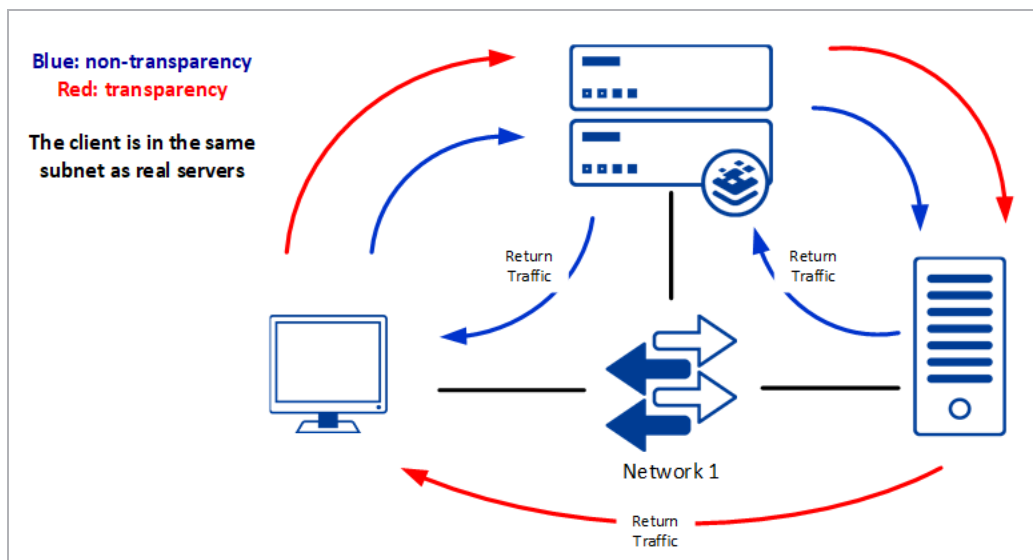 Blue: non-transparency
Red: transparency
The client is in the same
subnet as real servers
Return
Traffic
Return
Traffic
Network 1
Return
Traffic